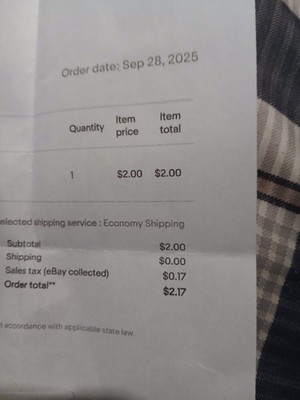 Order date: Sep 28, 2025
Quantity Item price Item total
1 $2.00 $2.00
elected shipping service : Economy Shipping
Subtotal $2.00
Shipping $0.00
Sales tax (eBay collected) $0.17
Order total** $2.17
accordance with applicable state law.